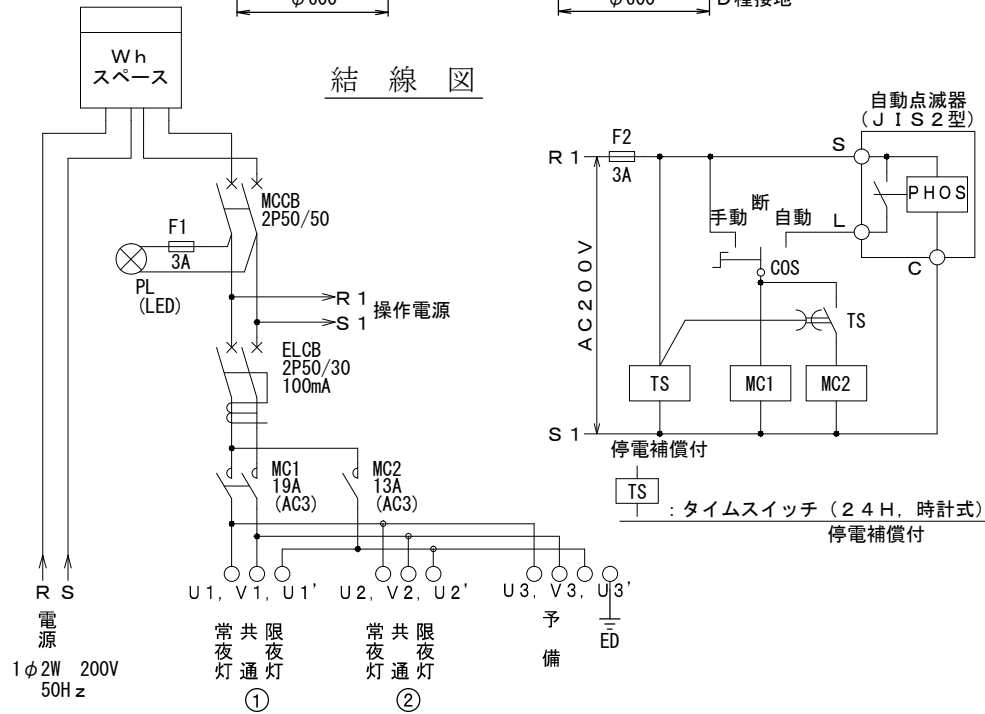 φ600
φ600
D種接地
Ｗｈ
スペース
結線図
MCCB
2P50/50
F1
3A
PL
(LED)
R1
S1
操作電源
ELCB
2P50/30
100mA
MC1
19A
(AC3)
MC2
13A
(AC3)
R S
電源
1φ2W 200V
50Hz
U1, V1, U1'
U2, V2, U2'
U3, V3, U3'
常夜灯
共通
限夜灯
①
常夜灯
共通
限夜灯
②
予備
ED
自動点滅器
(ＪＩＳ２型)
R1
F2
3A
S
PHOS
手動
断
自動
L
COS
C
AC200V
TS
TS
MC1
MC2
S1
停電補償付
TS
: タイムスイッチ（２４Ｈ，時計式）
停電補償付